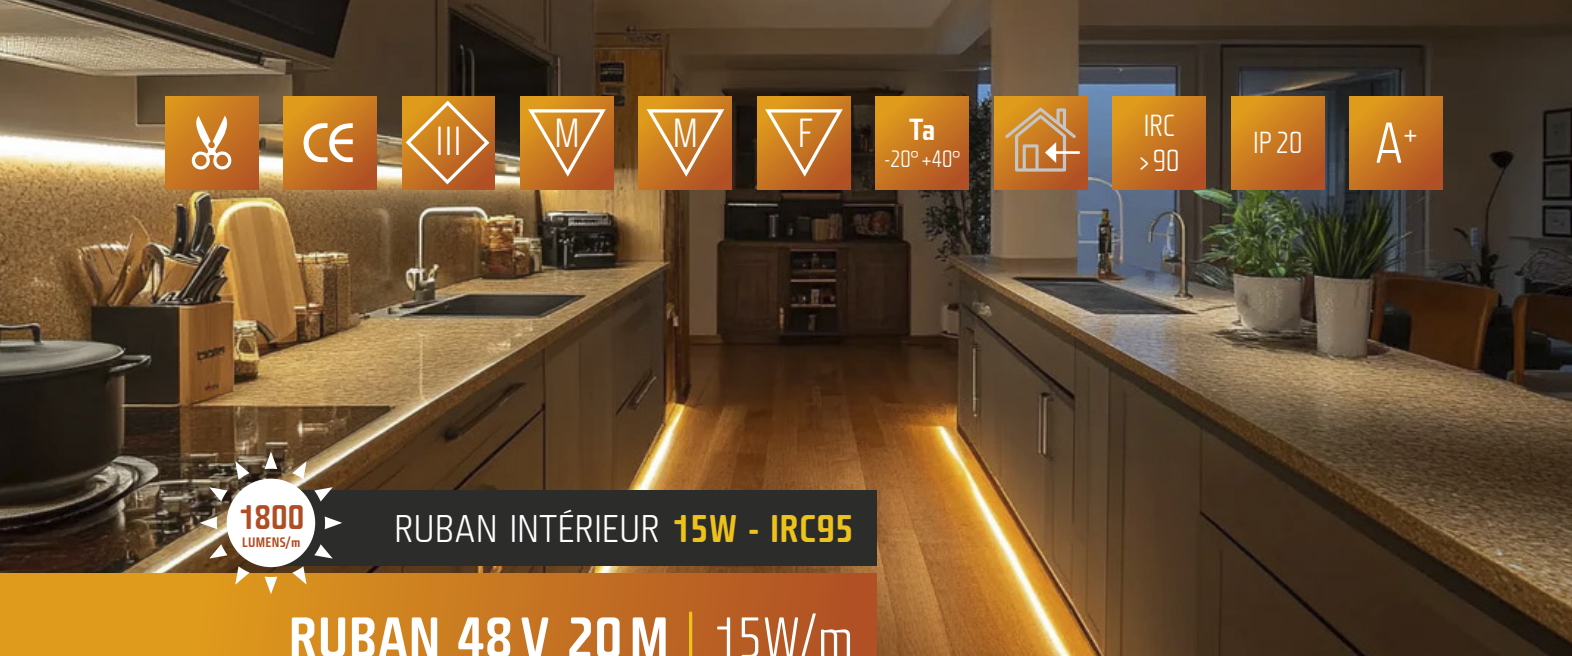 CE
III
M
M
F
Ta
-20° +40°
IRC
>90
IP 20
A+
1800
LUMENS/m
RUBAN INTÉRIEUR 15W - IRC95
RUBAN 48 V 20 M | 15W/m